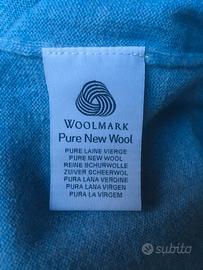 WOOLMARK
Pure New Wool
PURE LAINE VIERGE
PURE NEW WOOL
REINE SCHURWOLLE
ZUIVER SCHEERWOL
PURA LANA VERGINE
PURA LANA VIRGEN
PURA LÃ VIRGEM
subito